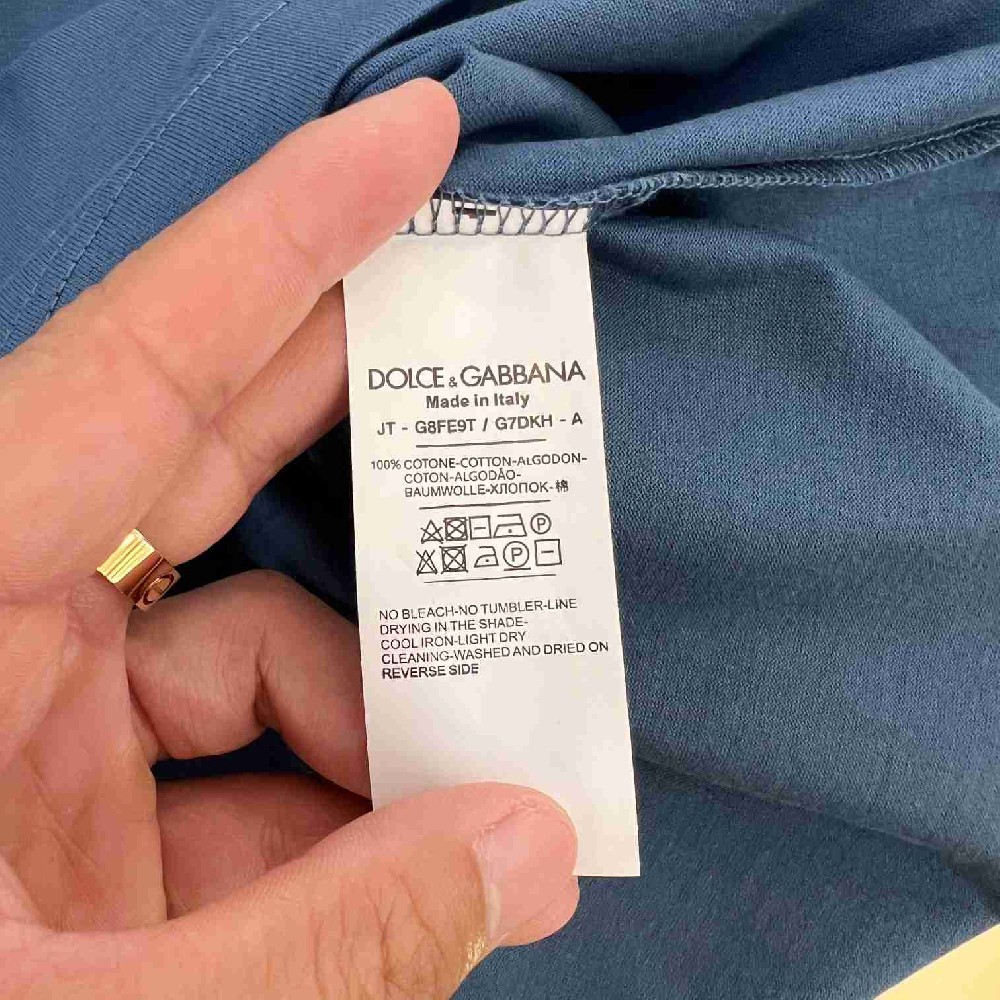 DOLCE & GABBANA
Made in Italy
JT - G8FE9T / G7DKH - A
100% COTONE-COTTON-ALGODON-
COTON-ALGODÃO-
BAUMWOLLE-ХЛОПОК-棉
P
P
NO BLEACH-NO TUMBLER-LINE
DRYING IN THE SHADE-
COOL IRON-LIGHT DRY
CLEANING-WASHED AND DRIED ON
REVERSE SIDE